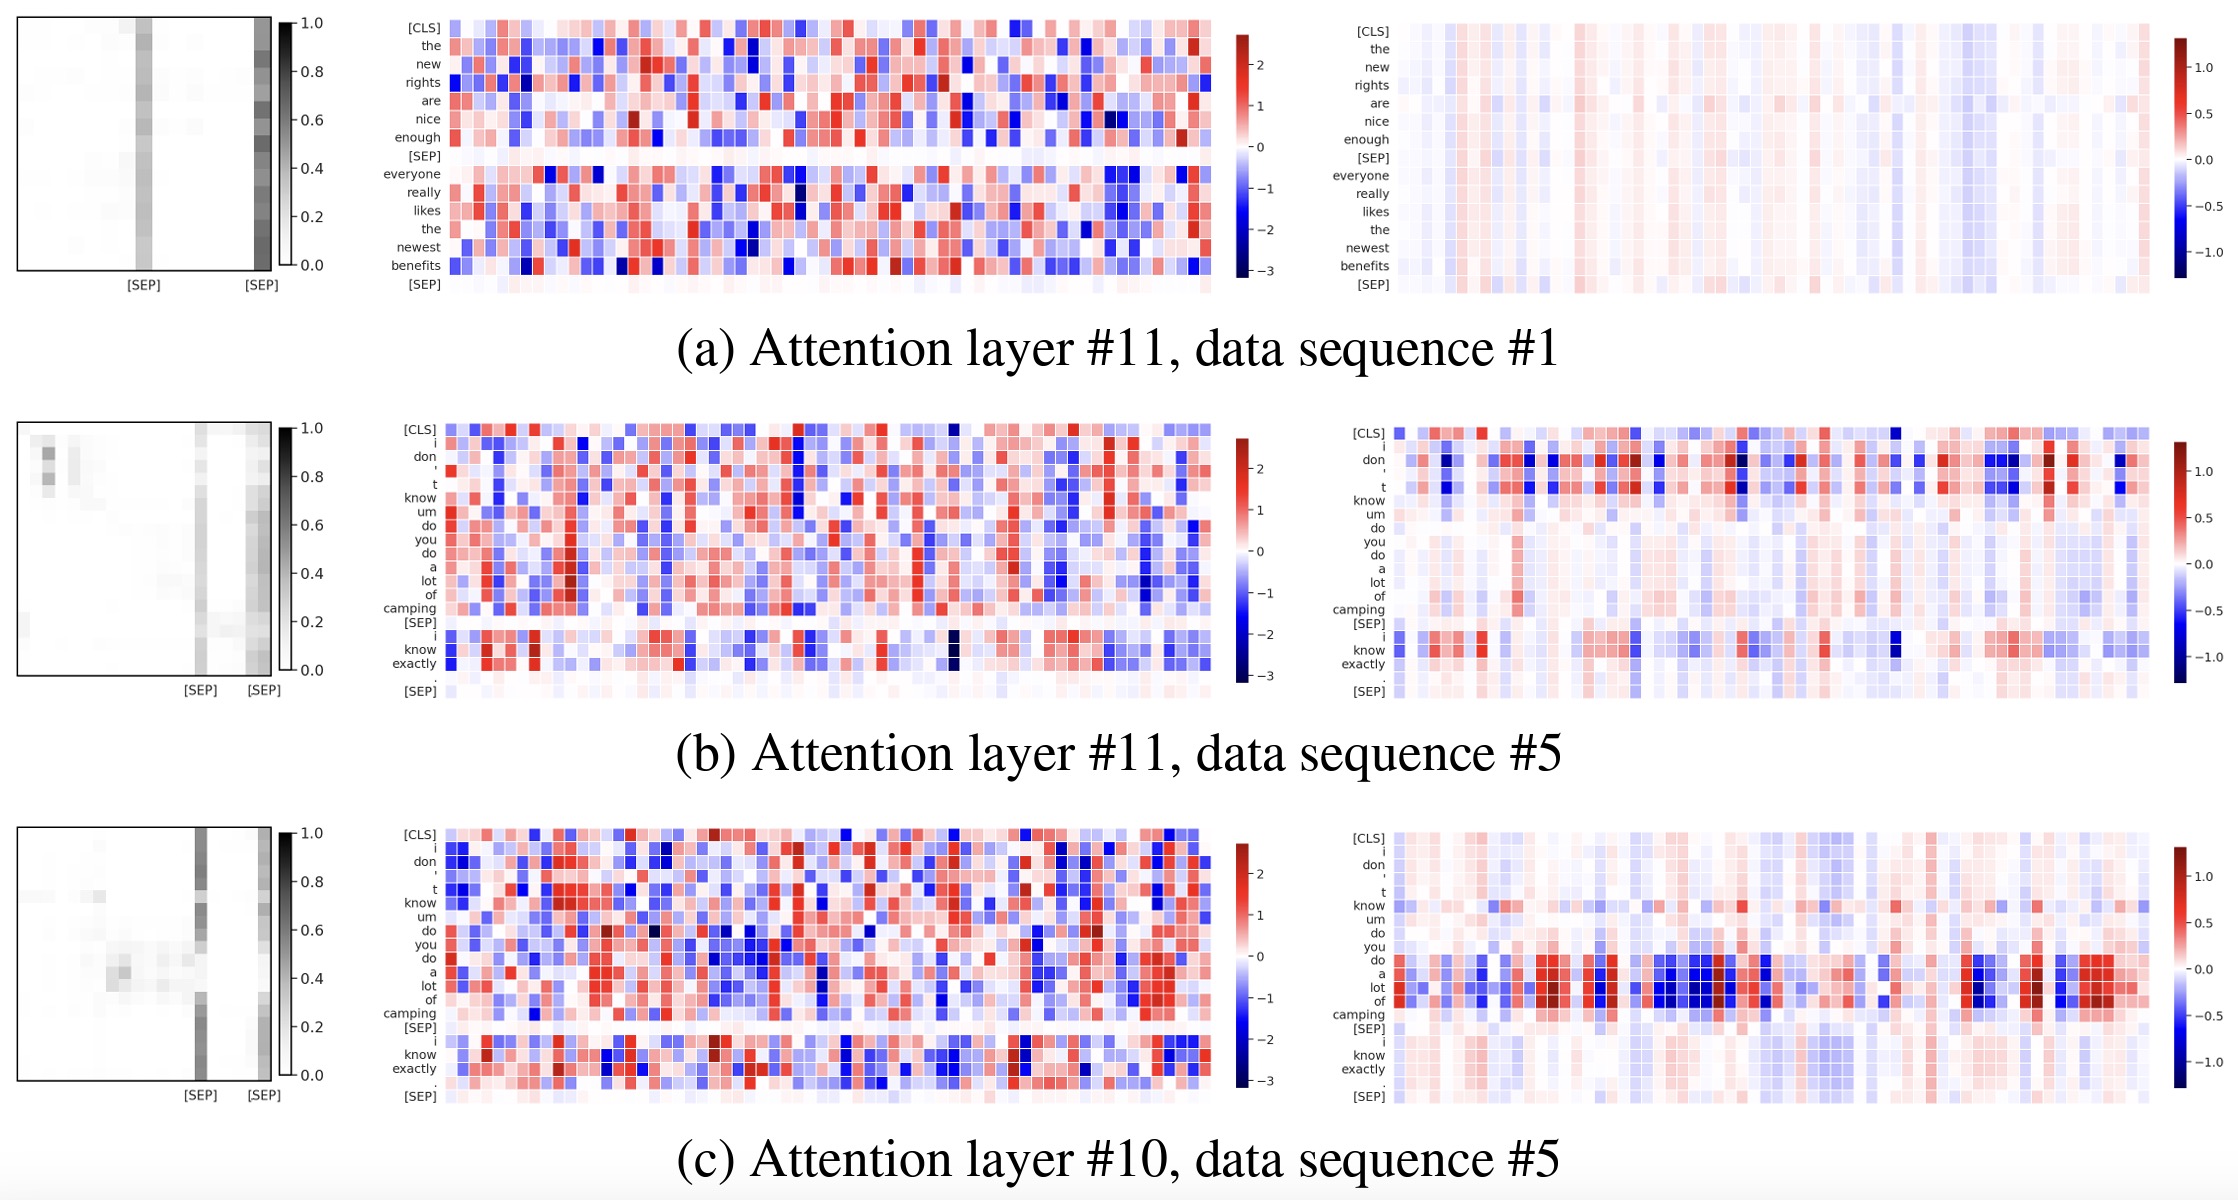 1.0
0.8
0.6
0.4
0.2
0.0
[SEP] [SEP]
[CLS]
the
new
rights
are
nice
enough
[SEP]
everyone
really
likes
the
newest
benefits
[SEP]
2
1
0
−1
−2
−3
[CLS]
the
new
rights
are
nice
enough
[SEP]
everyone
really
likes
the
newest
benefits
[SEP]
1.0
0.5
0.0
−0.5
−1.0
(a) Attention layer #11, data sequence #1
1.0
0.8
0.6
0.4
0.2
0.0
[SEP] [SEP]
[CLS]
i
don
'
t
know
um
do
you
do
a
lot
of
camping
[SEP]
i
know
exactly
.
[SEP]
2
1
0
−1
−2
−3
[CLS]
i
don
'
t
know
um
do
you
do
a
lot
of
camping
[SEP]
i
know
exactly
.
[SEP]
1.0
0.5
0.0
−0.5
−1.0
(b) Attention layer #11, data sequence #5
1.0
0.8
0.6
0.4
0.2
0.0
[SEP] [SEP]
[CLS]
i
don
'
t
know
um
do
you
do
a
lot
of
camping
[SEP]
i
know
exactly
.
[SEP]
2
1
0
−1
−2
−3
[CLS]
i
don
'
t
know
um
do
you
do
a
lot
of
camping
[SEP]
i
know
exactly
.
[SEP]
1.0
0.5
0.0
−0.5
−1.0
(c) Attention layer #10, data sequence #5